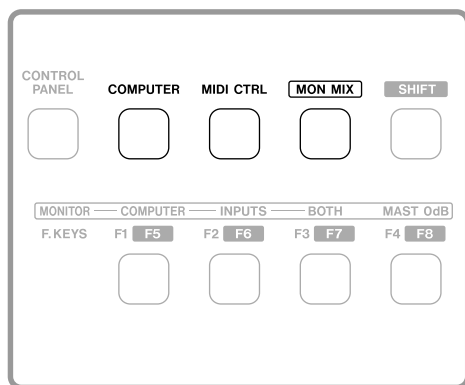 CONTROL
PANEL
COMPUTER
MIDI CTRL
MON MIX
SHIFT
MONITOR COMPUTER INPUTS BOTH MAST 0dB
F.KEYS F1 F5 F2 F6 F3 F7 F4 F8